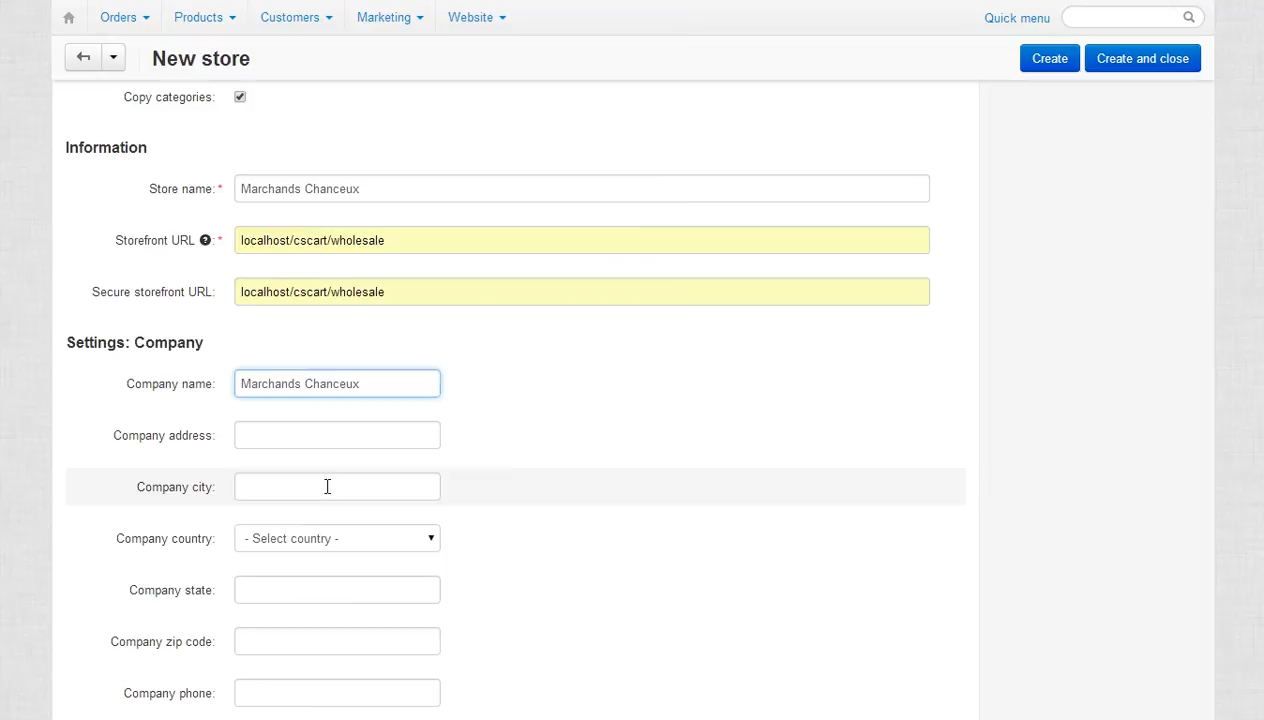 Orders Products Customers Marketing Website Quick menu
New store Create Create and close
Copy categories:
Information
Store name: * Marchands Chanceux
Storefront URL ?: * localhost/cscart/wholesale
Secure storefront URL: localhost/cscart/wholesale
Settings: Company
Company name: Marchands Chanceux
Company address:
Company city:
Company country: - Select country -
Company state:
Company zip code:
Company phone: